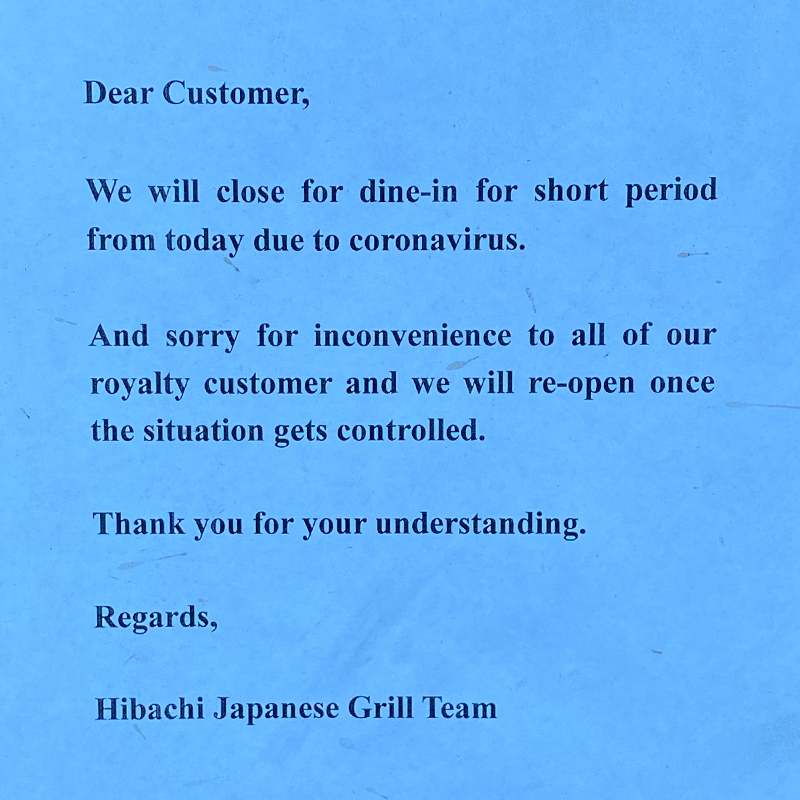 Dear Customer,
We will close for dine-in for short period
from today due to coronavirus.
And sorry for inconvenience to all of our
royalty customer and we will re-open once
the situation gets controlled.
Thank you for your understanding.
Regards,
Hibachi Japanese Grill Team